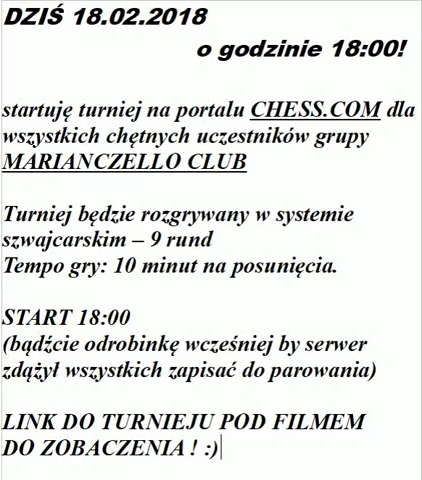 DZIŚ 18.02.2018
o godzinie 18:00!
startuję turniej na portalu CHESS.COM dla
wszystkich chętnych uczestników grupy
MARIANCZELLO CLUB
Turniej będzie rozgrywany w systemie
szwajcarskim – 9 rund
Tempo gry: 10 minut na posunięcia.
START 18:00
(bądźcie odrobinkę wcześniej by serwer
zdążył wszystkich zapisać do parowania)
LINK DO TURNIEJU POD FILMEM
DO ZOBACZENIA ! :)